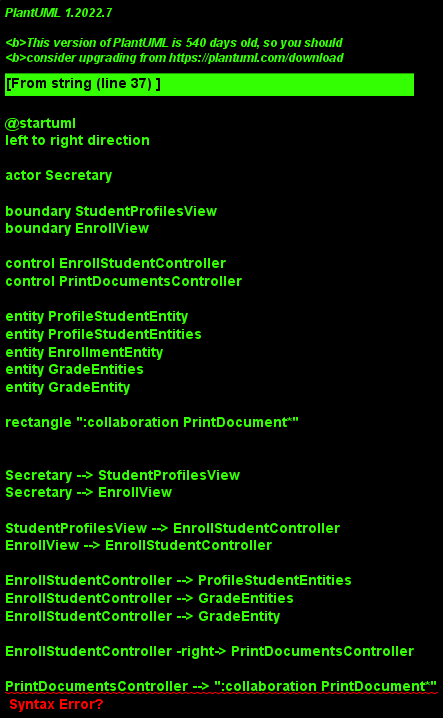 PlantUML 1.2022.7
<b>This version of PlantUML is 540 days old, so you should
<b>consider upgrading from https://plantuml.com/download
[From string (line 37) ]
@startuml
left to right direction
actor Secretary
boundary StudentProfilesView
boundary EnrollView
control EnrollStudentController
control PrintDocumentsController
entity ProfileStudentEntity
entity ProfileStudentEntities
entity EnrollmentEntity
entity GradeEntities
entity GradeEntity
rectangle ":collaboration PrintDocument*"
Secretary --> StudentProfilesView
Secretary --> EnrollView
StudentProfilesView --> EnrollStudentController
EnrollView --> EnrollStudentController
EnrollStudentController --> ProfileStudentEntities
EnrollStudentController --> GradeEntities
EnrollStudentController --> GradeEntity
EnrollStudentController -right-> PrintDocumentsController
PrintDocumentsController --> ":collaboration PrintDocument*"
Syntax Error?